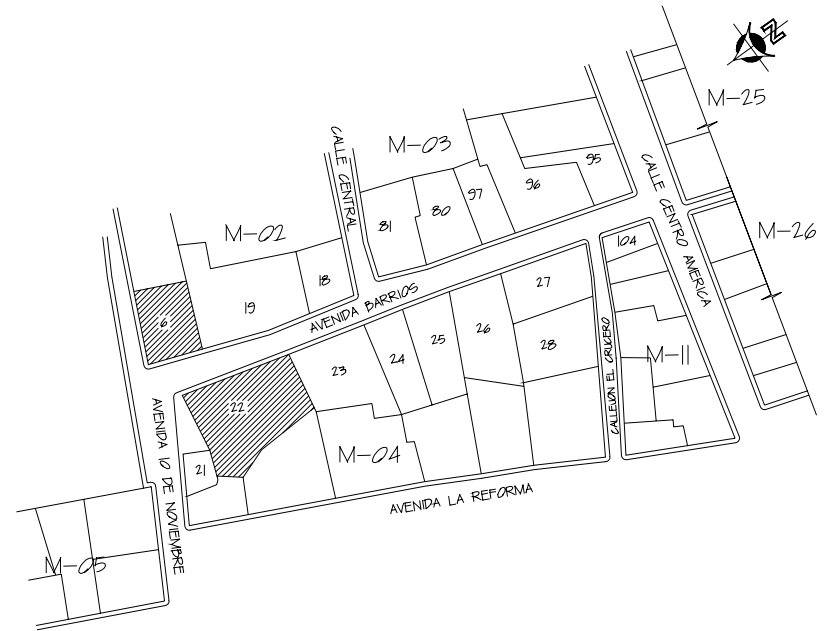 Z
M-25
M-03
CALLE CENTRAL
95
96
97
80
81
CALLE CENTRO AMERICA
M-02
M-26
104
18
19
6
AVENIDA BARRIOS
27
26
25
28
24
23
CALLEJON EL CRUCERO
M-11
22
21
M-04
AVENIDA 10 DE NOVIEMBRE
AVENIDA LA REFORMA
M-05